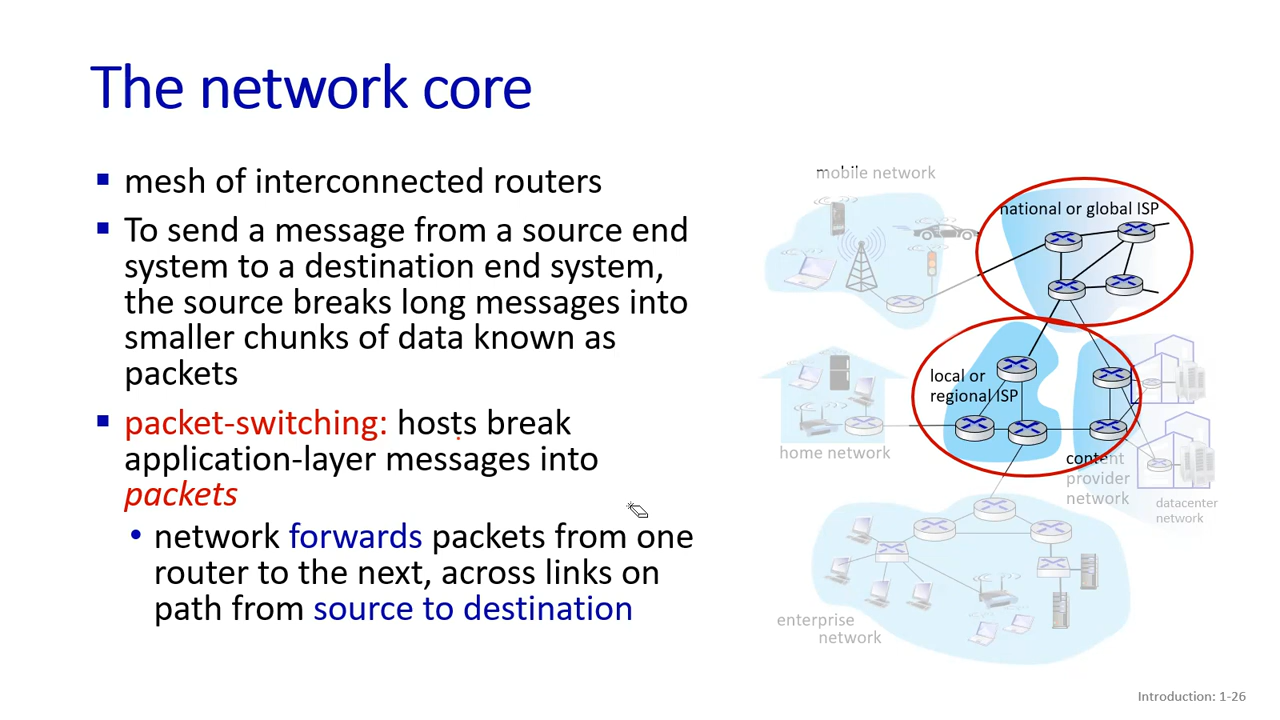 The network core
mesh of interconnected routers
To send a message from a source end
system to a destination end system,
the source breaks long messages into
smaller chunks of data known as
packets
packet-switching: hosts break
application-layer messages into
packets
network forwards packets from one
router to the next, across links on
path from source to destination
mobile network
national or global ISP
local or
regional ISP
home network
content
provider
network
datacenter
network
enterprise
network
Introduction: 1-26